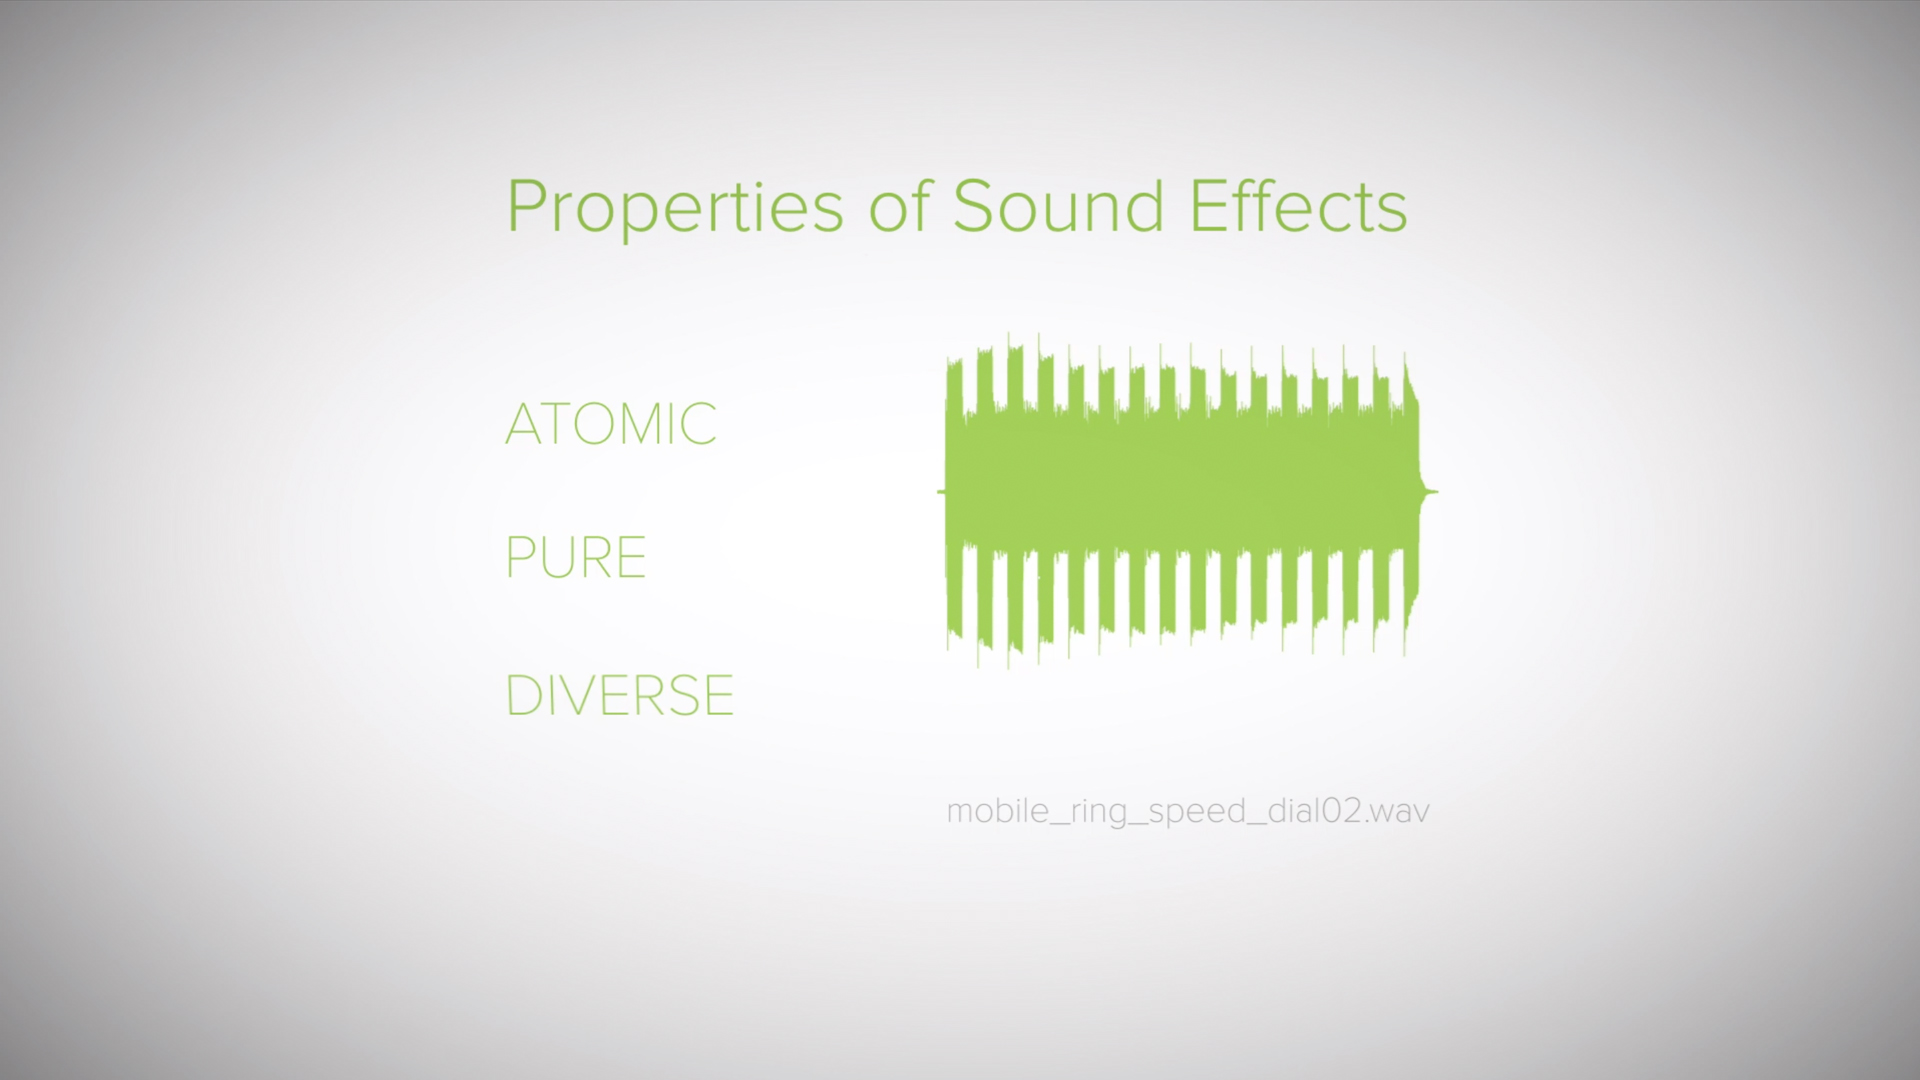 Properties of Sound Effects
ATOMIC
PURE
DIVERSE
mobile_ring_speed_dial02.wav